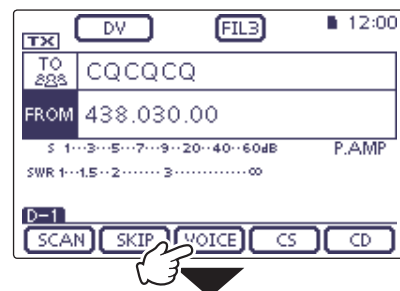 DV FIL3 12:00
TX
TO CQCQCQ
FROM 438.030.00
S 1··3··5··7··9··20··40··60dB P.AMP
SWR 1··1.5··2······3············∞
D-1
SCAN SKIP VOICE CS CD